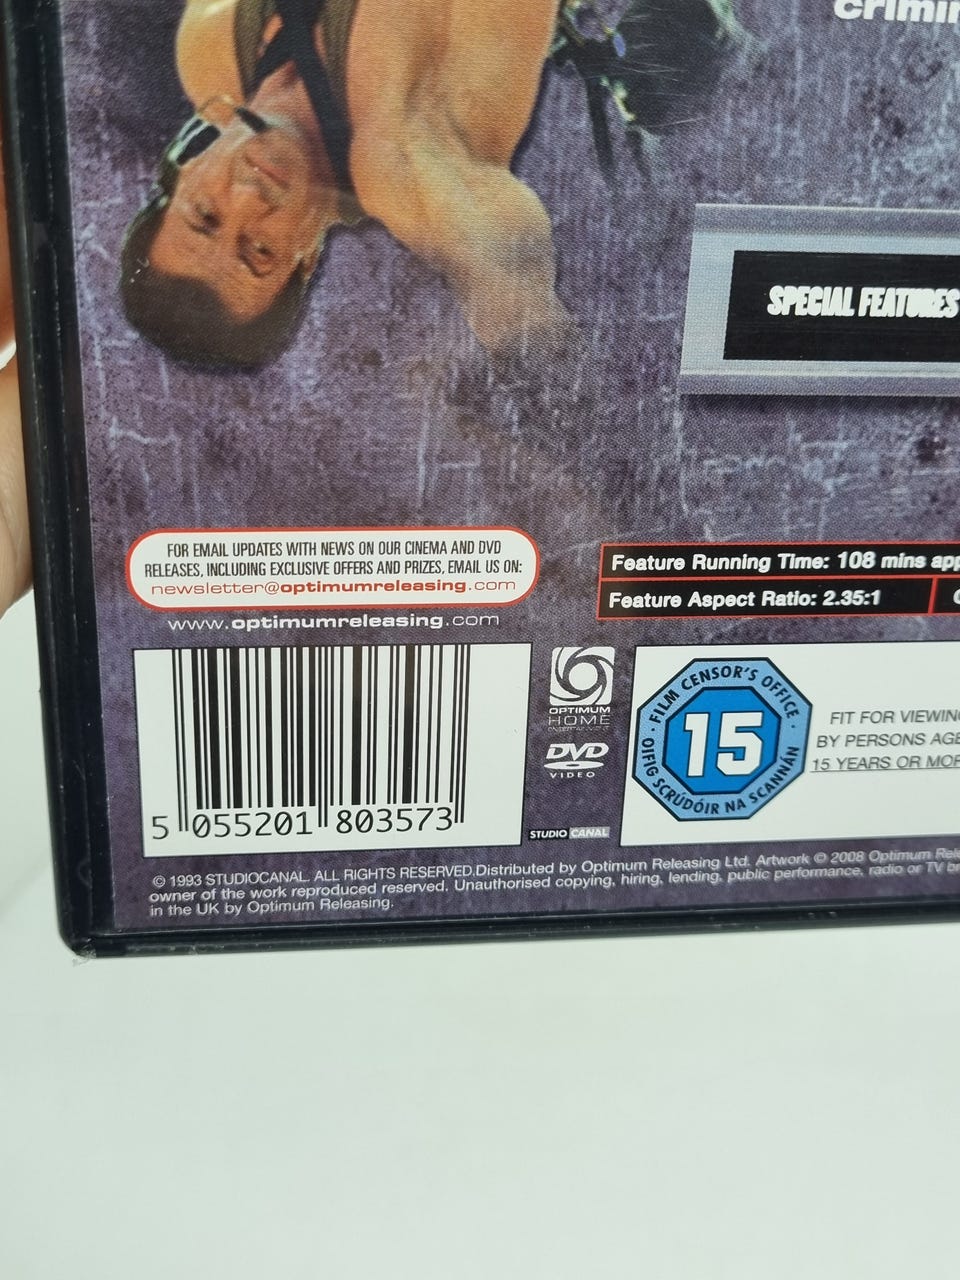 crimin
SPECIAL FEATURES
FOR EMAIL UPDATES WITH NEWS ON OUR CINEMA AND DVD
RELEASES, INCLUDING EXCLUSIVE OFFERS AND PRIZES, EMAIL US ON:
newsletter@optimumreleasing.com
www.optimumreleasing.com
Feature Running Time: 108 mins app
Feature Aspect Ratio: 2.35:1
5 055201 803573
OPTIMUM
HOME
DVD
VIDEO
STUDIO CANAL
· FILM CENSOR'S OFFICE ·
15
OIFIG SCRÚDÓIR NA SCANNÁN
FIT FOR VIEWING
BY PERSONS AGE
15 YEARS OR MOR
© 1993 STUDIOCANAL. ALL RIGHTS RESERVED.Distributed by Optimum Releasing Ltd. Artwork © 2008 Optimum Rele
owner of the work reproduced reserved. Unauthorised copying, hiring, lending, public performance, radio or TV br
in the UK by Optimum Releasing.